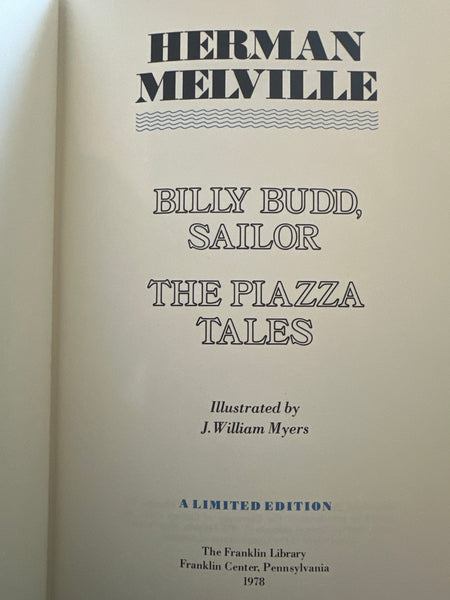 HERMAN
MELVILLE
BILLY BUDD,
SAILOR
THE PIAZZA
TALES
Illustrated by
J. William Myers
A LIMITED EDITION
The Franklin Library
Franklin Center, Pennsylvania
1978